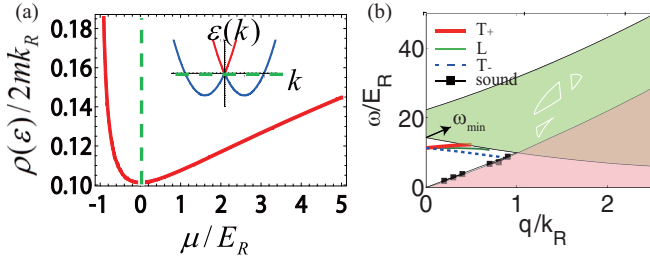 (a)
ρ(ε)/2mk_R
0.18
0.16
0.14
0.12
0.10
-1 0 1 2 3 4 5
μ/E_R
ε(k)
k
(b)
T+
L
T-
sound
ω/E_R
40
20
0
ω_min
0 1 2
q/k_R